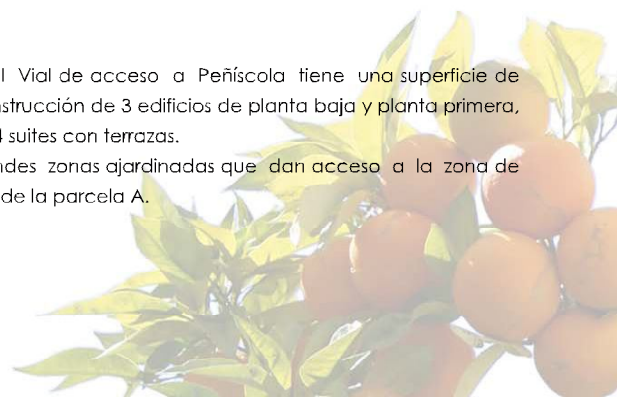 l Vial de acceso a Peñíscola tiene una superficie de
nstrucción de 3 edificios de planta baja y planta primera,
4 suites con terrazas.
ndes zonas ajardinadas que dan acceso a la zona de
de la parcela A.